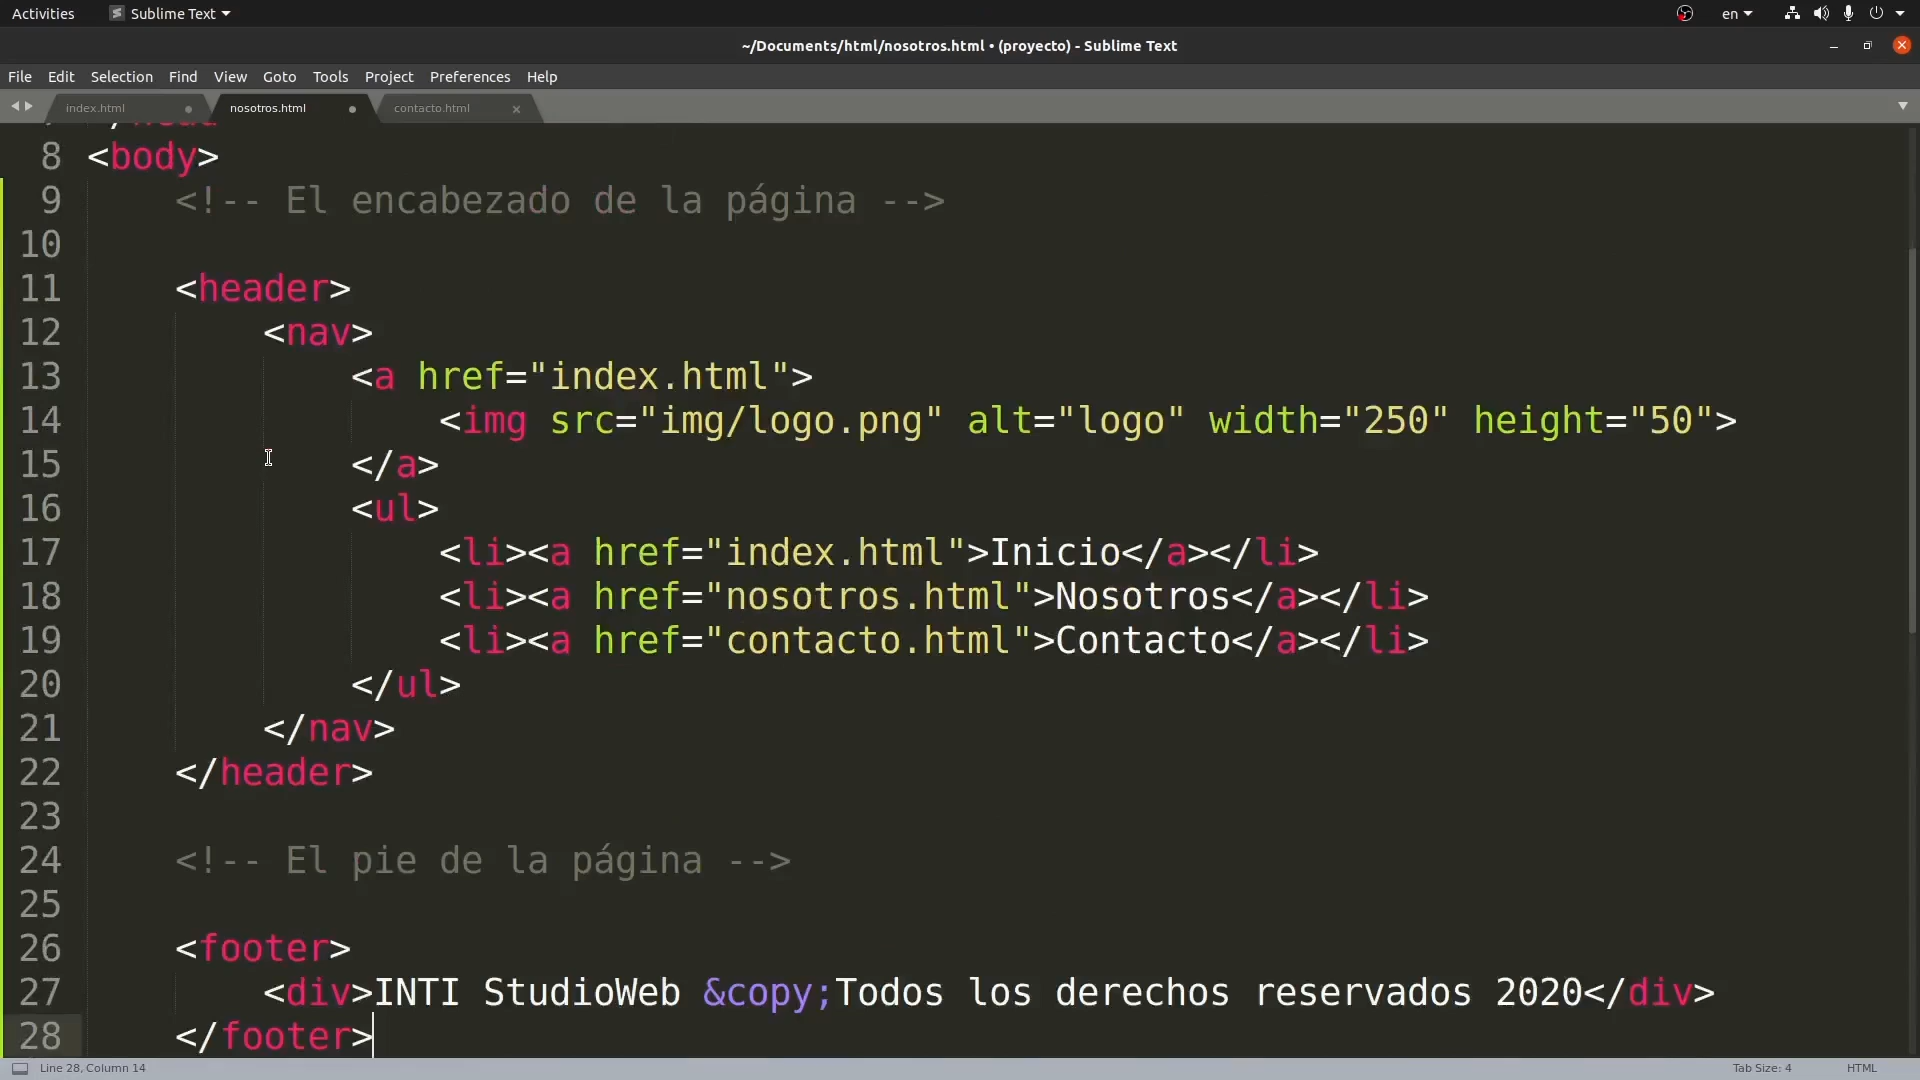 Activities Sublime Text en
~/Documents/html/nosotros.html • (proyecto) - Sublime Text
File Edit Selection Find View Goto Tools Project Preferences Help
index.html nosotros.html contacto.html
8 <body>
9 <!-- El encabezado de la página -->
10
11 <header>
12 <nav>
13 <a href="index.html">
14 <img src="img/logo.png" alt="logo" width="250" height="50">
15 </a>
16 <ul>
17 <li><a href="index.html">Inicio</a></li>
18 <li><a href="nosotros.html">Nosotros</a></li>
19 <li><a href="contacto.html">Contacto</a></li>
20 </ul>
21 </nav>
22 </header>
23
24 <!-- El pie de la página -->
25
26 <footer>
27 <div>INTI StudioWeb &copy;Todos los derechos reservados 2020</div>
28 </footer>
Line 28, Column 14 Tab Size: 4 HTML